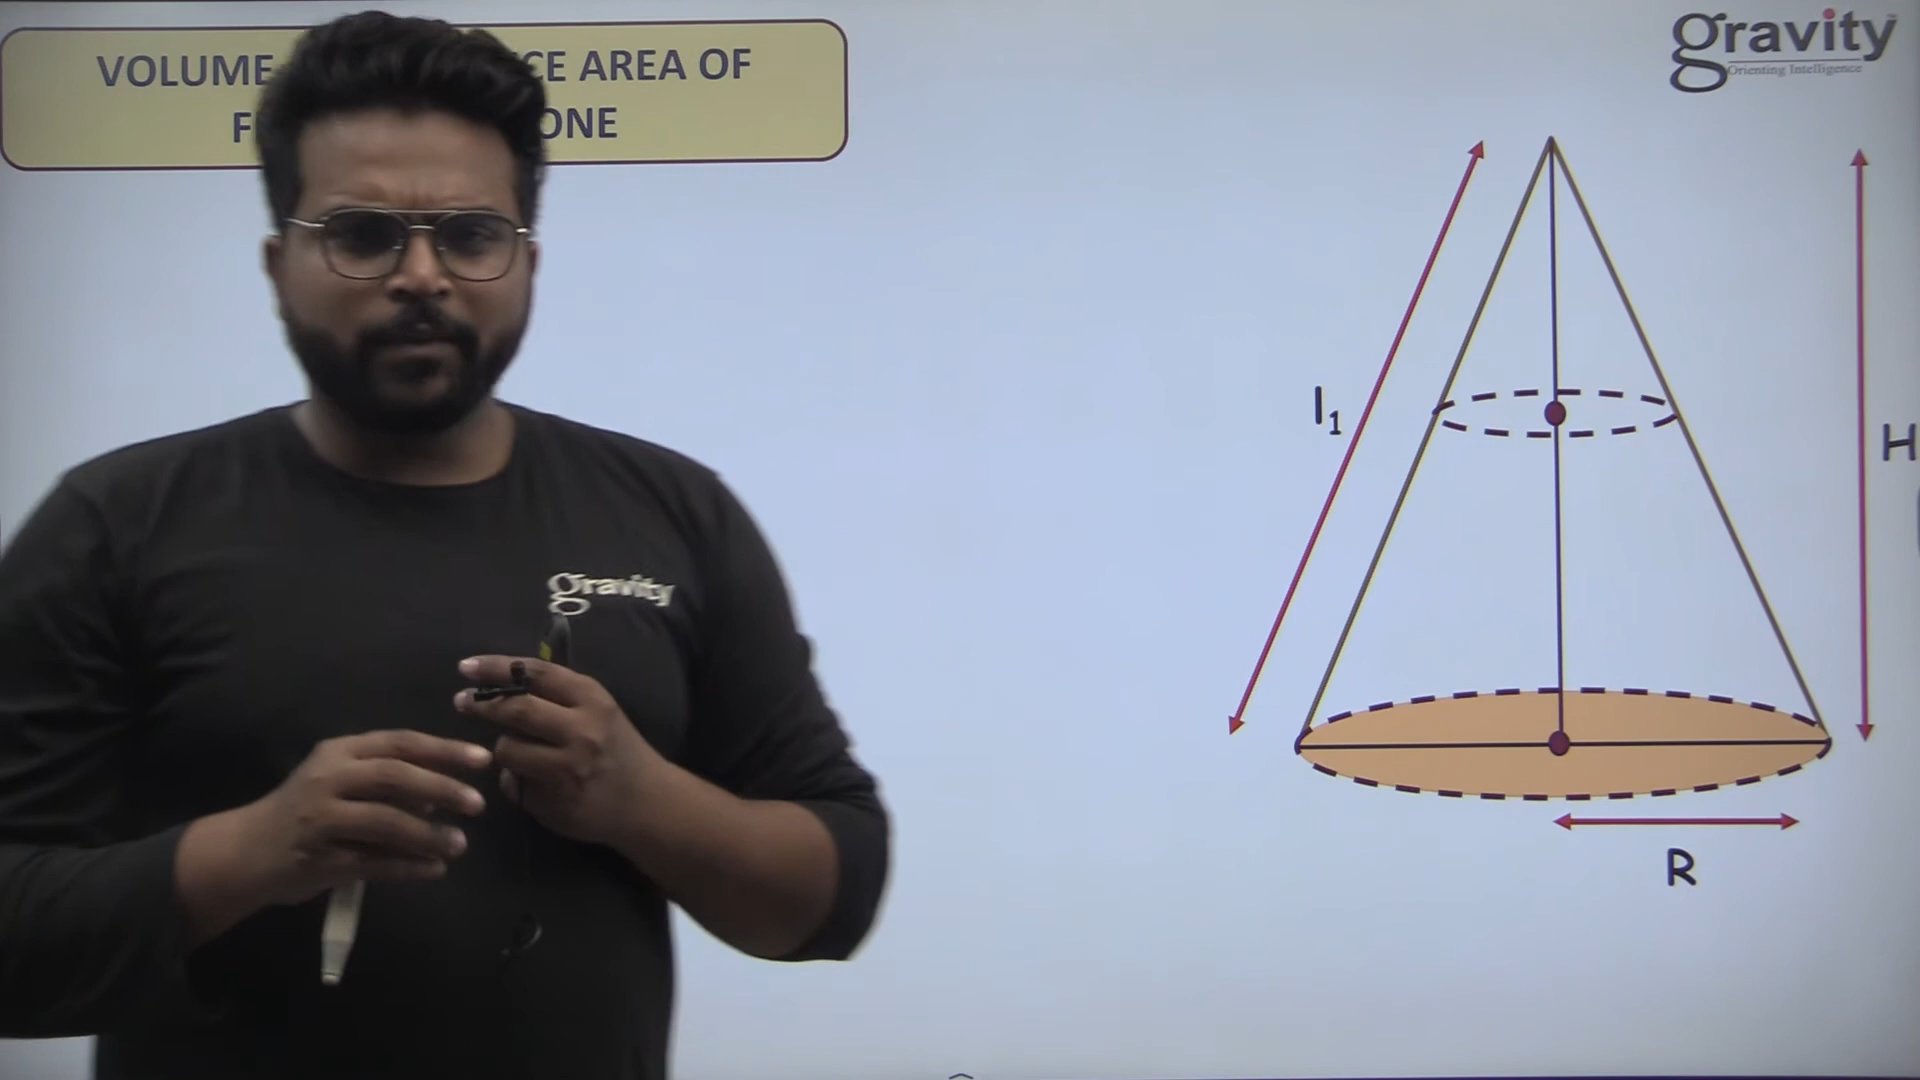 VOLUME CE AREA OF
F ONE
gravity
Orienting Intelligence
l₁
H
R
gravity